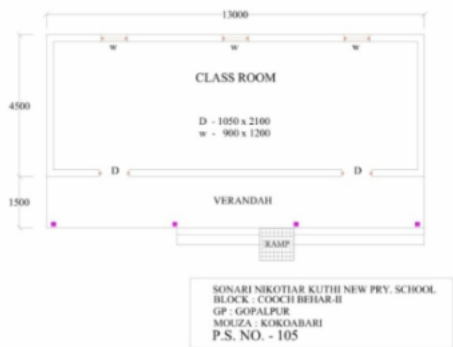 13000
w w w
CLASS ROOM
4500
D - 1050 x 2100
w - 900 x 1200
D D
1500
VERANDAH
RAMP
SONARI NIKOTIAR KUTHI NEW PRY. SCHOOL
BLOCK : COOCH BEHAR-II
GP : GOPALPUR
MOUZA : KOKOABARI
P.S. NO. - 105